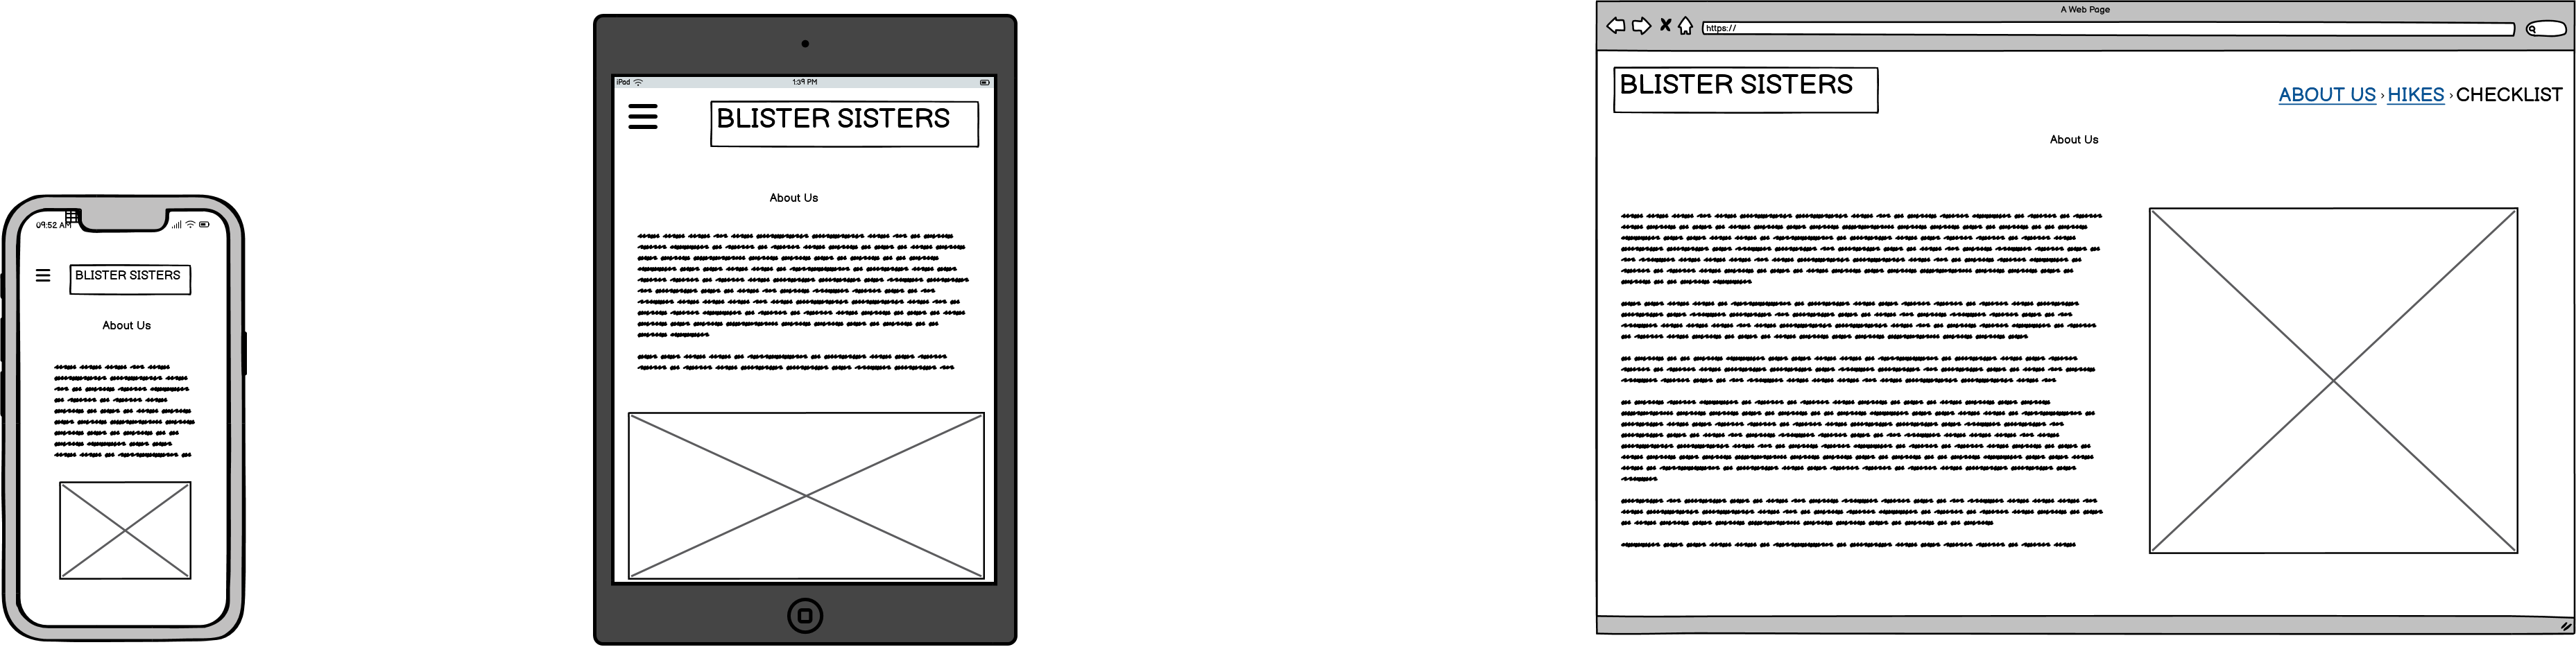 09:52 AM
BLISTER SISTERS
About Us
iPad
1:39 PM
BLISTER SISTERS
About Us
A Web Page
https://
BLISTER SISTERS
ABOUT US › HIKES › CHECKLIST
About Us